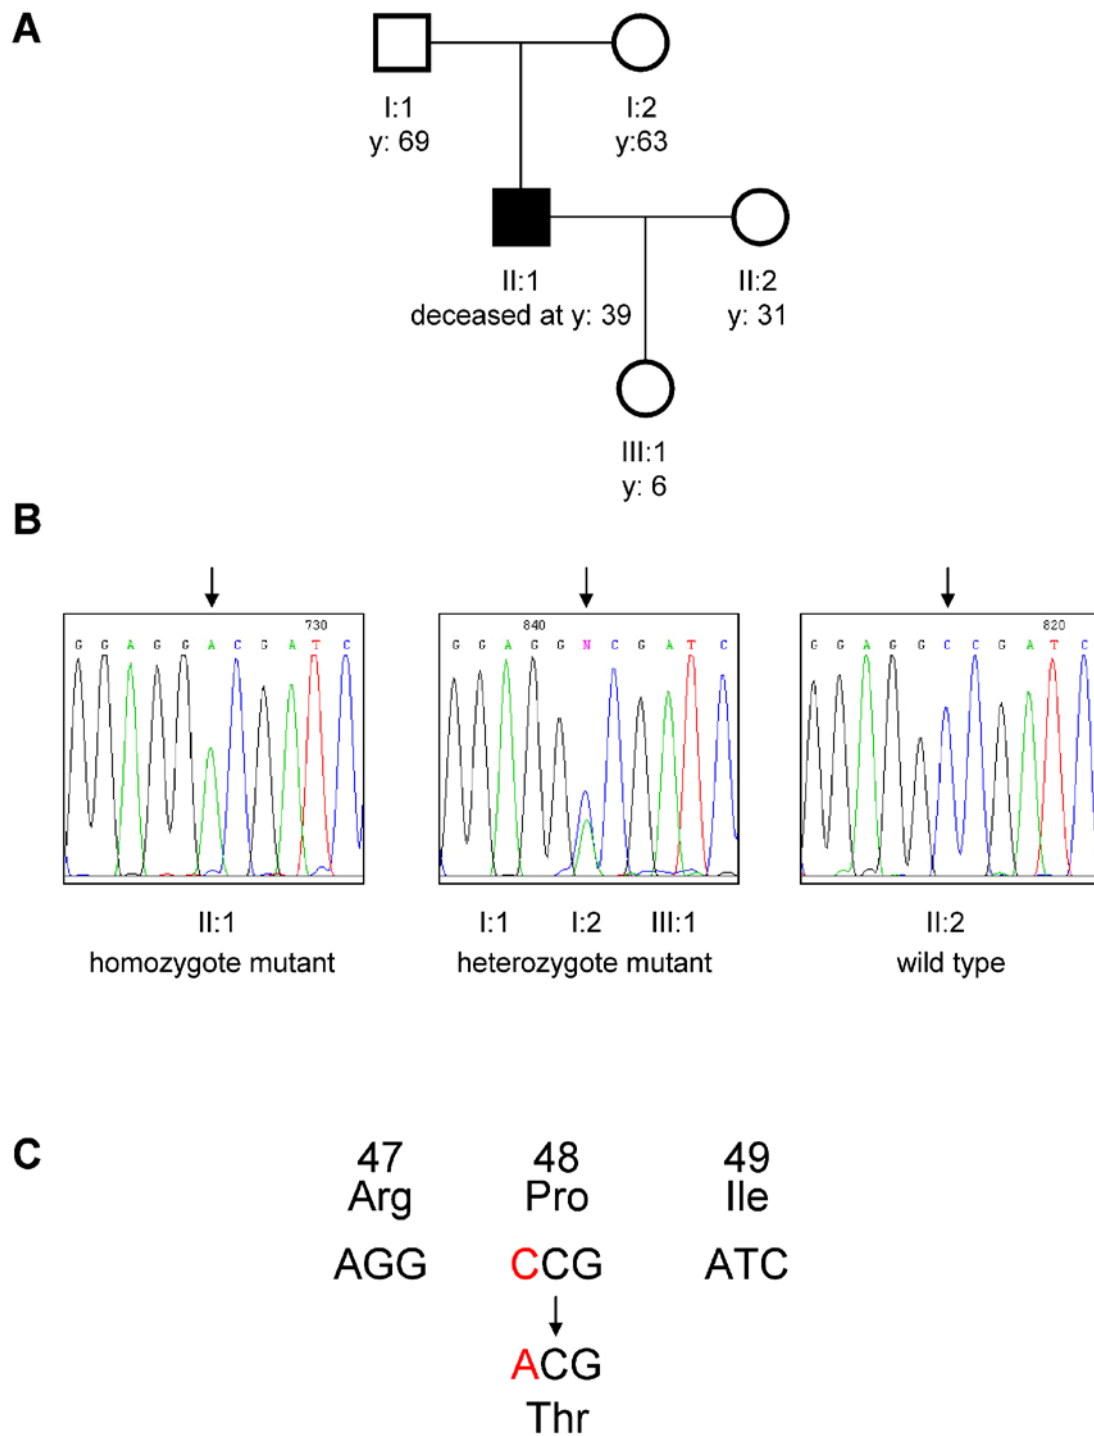 A
I:1
y: 69
I:2
y:63
II:1
deceased at y: 39
II:2
y: 31
III:1
y: 6
B
730
G G A G G A C G A T C
840
G G A G G N C G A T C
820
G G A G G C C G A T C
II:1
homozygote mutant
I:1 I:2 III:1
heterozygote mutant
II:2
wild type
C
47 48 49
Arg Pro Ile
AGG CCG ATC
ACG
Thr